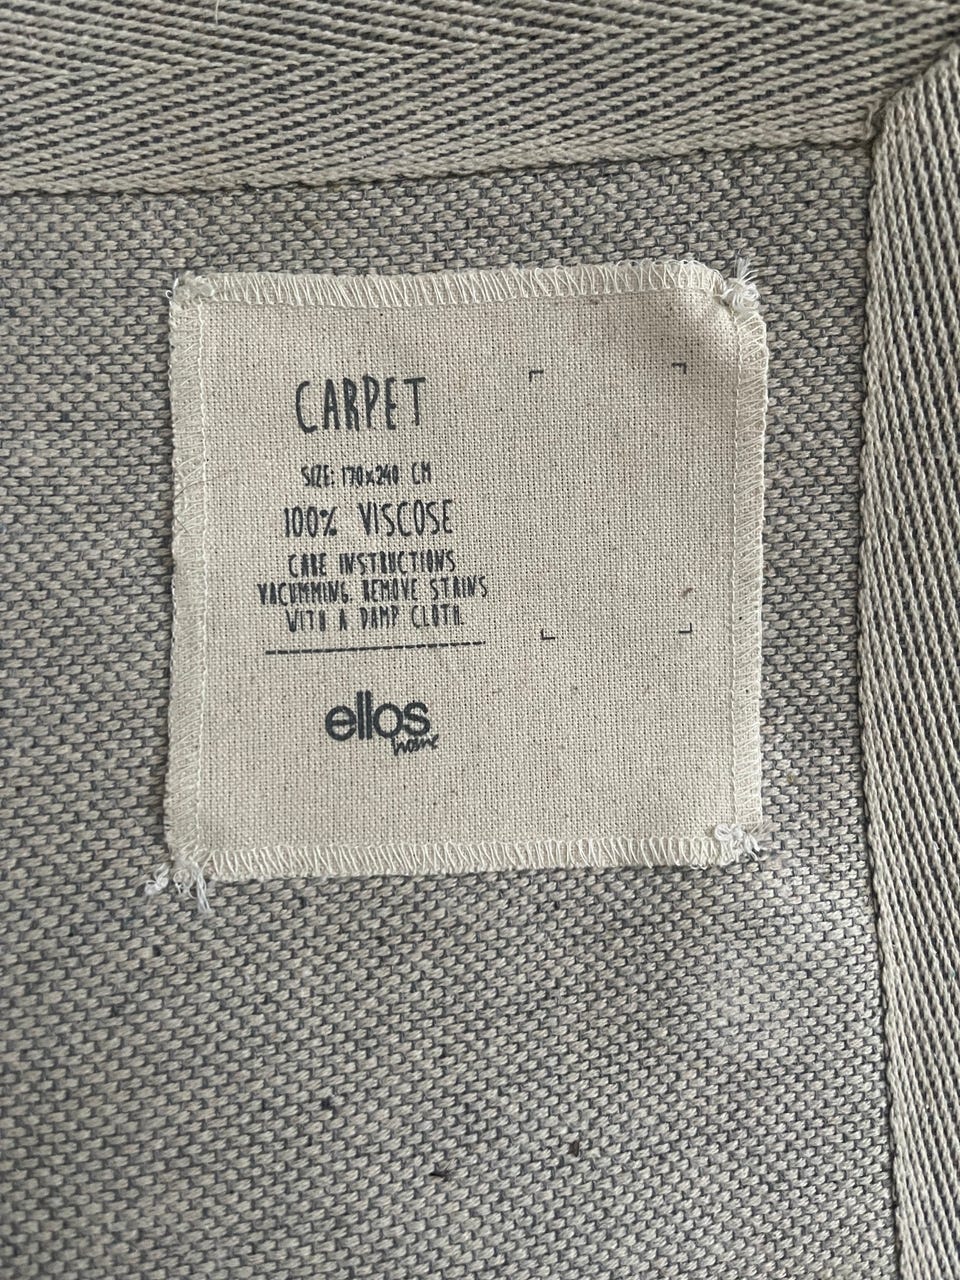 CARPET
SIZE: 170x240 CM
100% VISCOSE
CARE INSTRUCTIONS
VACUMMING. REMOVE STAINS
WITH A DAMP CLOTH.
ellos
home